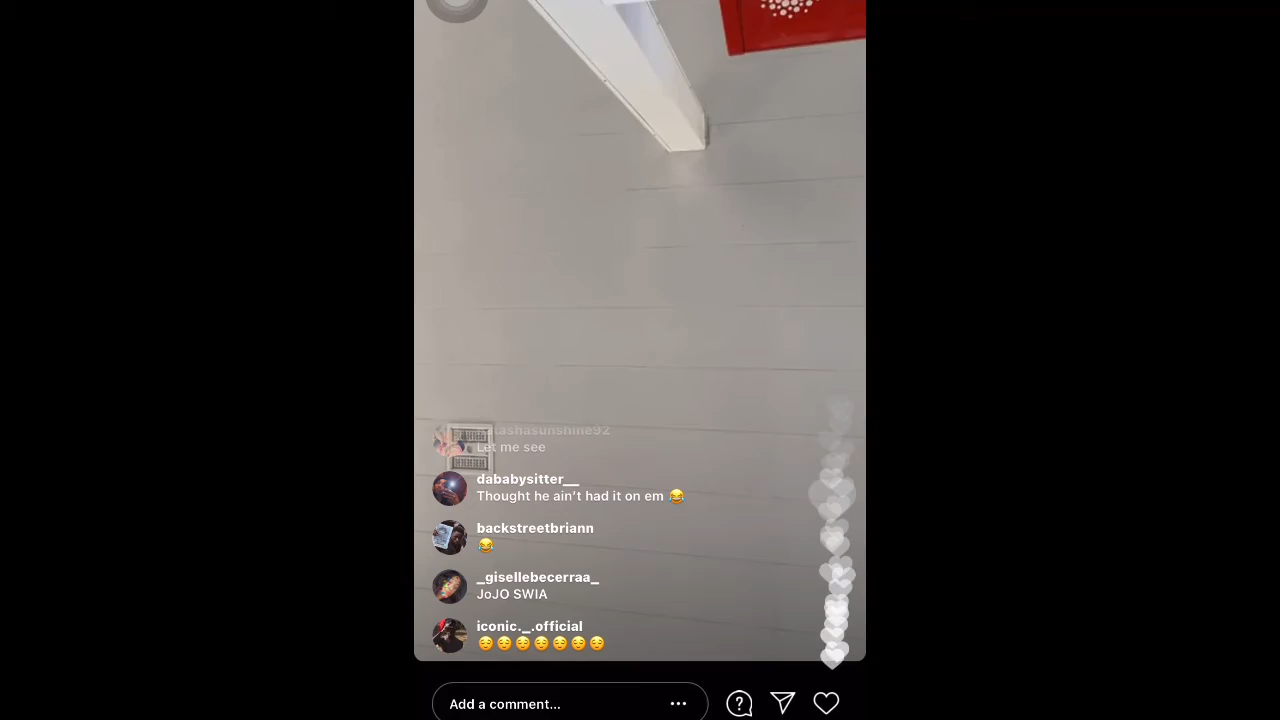 tashasunshine92
Let me see
dababysitter__
Thought he ain't had it on em 😂
backstreetbriann
😂
_gisellebecerraa_
JoJO SWIA
iconic._.official
😌😌😌😌😌😌😌
Add a comment...